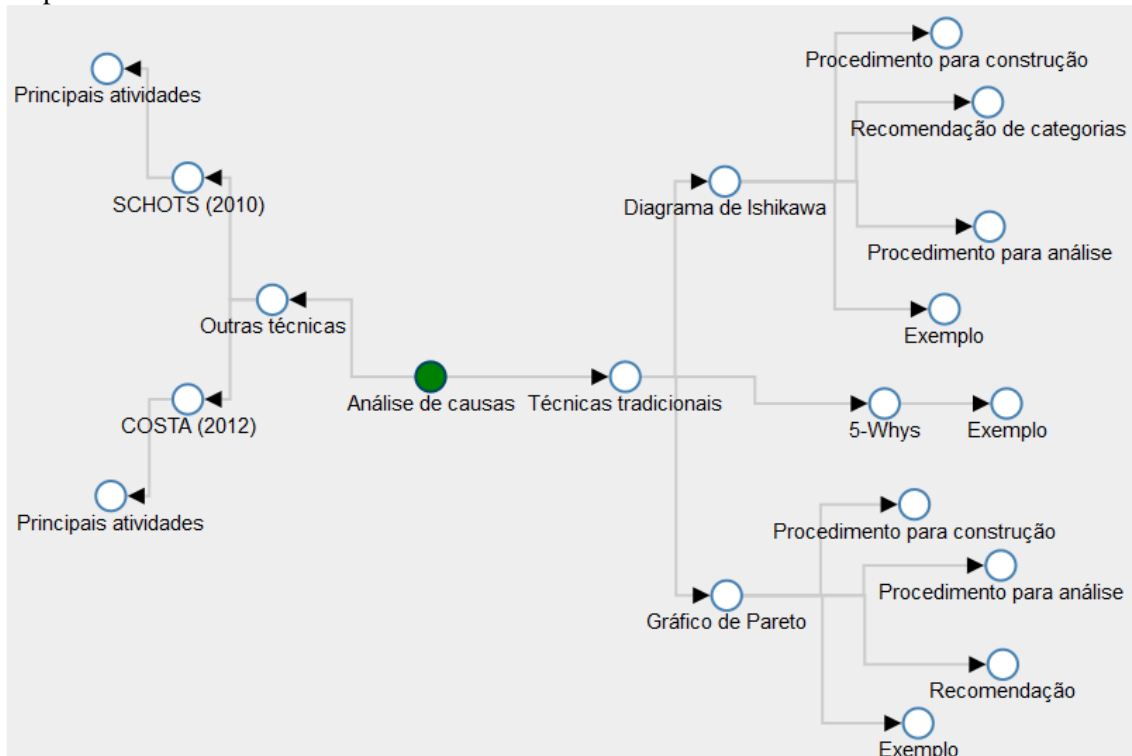 Procedimento para construção
Principais atividades
Recomendação de categorias
SCHOTS (2010)
Diagrama de Ishikawa
Procedimento para análise
Outras técnicas
Exemplo
Análise de causas
Técnicas tradicionais
COSTA (2012)
5-Whys
Exemplo
Principais atividades
Procedimento para construção
Procedimento para análise
Gráfico de Pareto
Recomendação
Exemplo